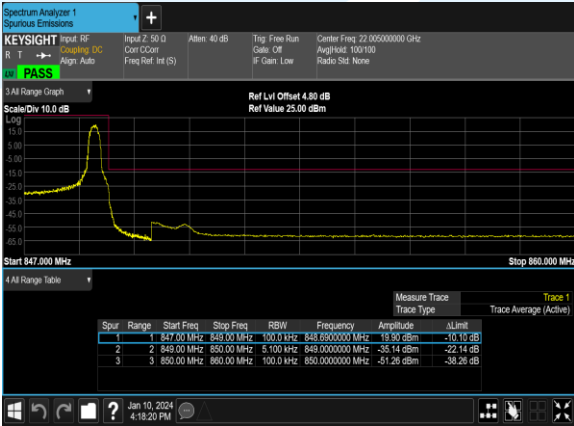 Spectrum Analyzer 1
Spurious Emissions
+
KEYSIGHT Input: RF Input Z: 50 Ω Atten: 40 dB Trig: Free Run Center Freq: 22.005000000 GHz
R T Coupling: DC Corr CCorr Gate: Off Avg|Hold: 100/100
Align: Auto Freq Ref: Int (S) IF Gain: Low Radio Std: None
PASS
3 All Range Graph
Ref Lvl Offset 4.80 dB
Scale/Div 10.0 dB Ref Value 25.00 dBm
Log
15.0
5.00
-5.00
-15.0
-25.0
-35.0
-45.0
-55.0
-65.0
Start 847.000 MHz Stop 860.000 MHz
4 All Range Table
Measure Trace Trace 1
Trace Type Trace Average (Active)
Spur Range Start Freq Stop Freq RBW Frequency Amplitude ΔLimit
1 1 847.00 MHz 849.00 MHz 100.0 kHz 848.6900000 MHz 19.90 dBm -10.10 dB
2 2 849.00 MHz 850.00 MHz 5.100 kHz 849.0000000 MHz -35.14 dBm -22.14 dB
3 3 850.00 MHz 860.00 MHz 100.0 kHz 850.0000000 MHz -51.26 dBm -38.26 dB
? Jan 10, 2024
4:18:20 PM